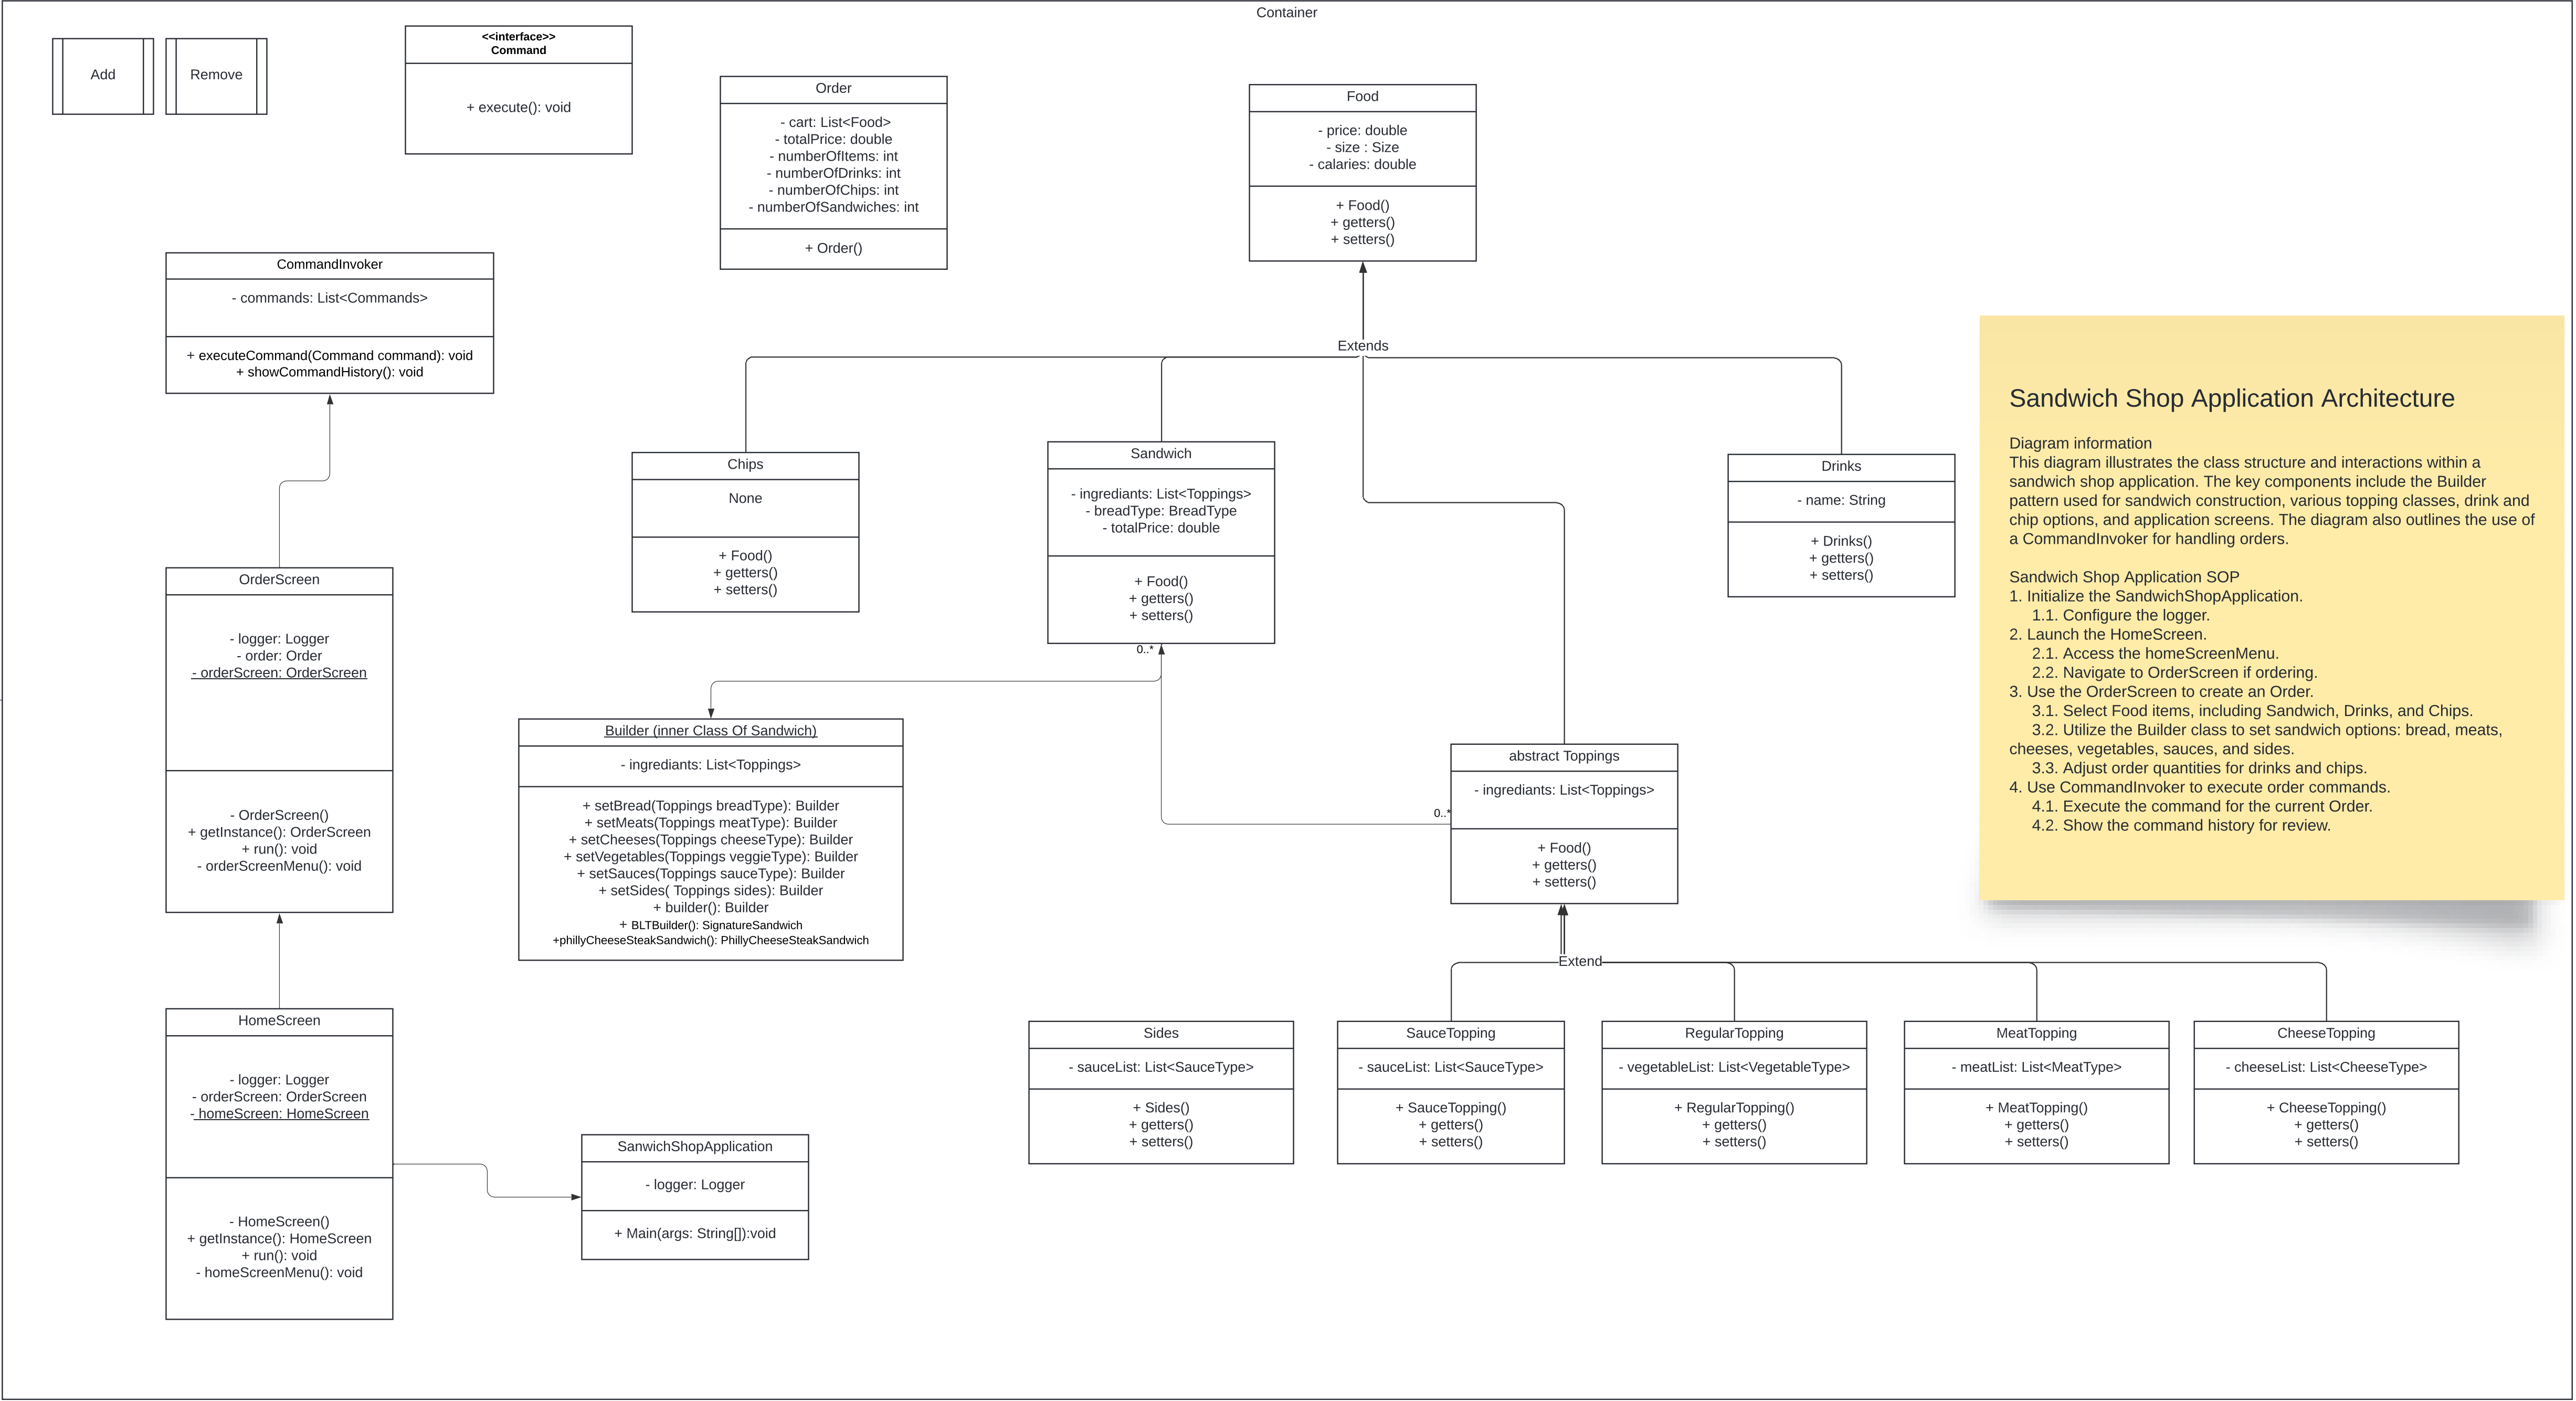 Container
Add
Remove
<<interface>>
Command
+ execute(): void
Order
- cart: List<Food>
- totalPrice: double
- numberOfItems: int
- numberOfDrinks: int
- numberOfChips: int
- numberOfSandwiches: int
+ Order()
Food
- price: double
- size : Size
- calaries: double
+ Food()
+ getters()
+ setters()
CommandInvoker
- commands: List<Commands>
+ executeCommand(Command command): void
+ showCommandHistory(): void
Extends
Chips
None
+ Food()
+ getters()
+ setters()
Sandwich
- ingrediants: List<Toppings>
- breadType: BreadType
- totalPrice: double
+ Food()
+ getters()
+ setters()
0..*
Drinks
- name: String
+ Drinks()
+ getters()
+ setters()
Sandwich Shop Application Architecture
Diagram information
This diagram illustrates the class structure and interactions within a
sandwich shop application. The key components include the Builder
pattern used for sandwich construction, various topping classes, drink and
chip options, and application screens. The diagram also outlines the use of
a CommandInvoker for handling orders.
Sandwich Shop Application SOP
1. Initialize the SandwichShopApplication.
1.1. Configure the logger.
2. Launch the HomeScreen.
2.1. Access the homeScreenMenu.
2.2. Navigate to OrderScreen if ordering.
3. Use the OrderScreen to create an Order.
3.1. Select Food items, including Sandwich, Drinks, and Chips.
3.2. Utilize the Builder class to set sandwich options: bread, meats,
cheeses, vegetables, sauces, and sides.
3.3. Adjust order quantities for drinks and chips.
4. Use CommandInvoker to execute order commands.
4.1. Execute the command for the current Order.
4.2. Show the command history for review.
OrderScreen
- logger: Logger
- order: Order
- orderScreen: OrderScreen
- OrderScreen()
+ getInstance(): OrderScreen
+ run(): void
- orderScreenMenu(): void
Builder (inner Class Of Sandwich)
- ingrediants: List<Toppings>
+ setBread(Toppings breadType): Builder
+ setMeats(Toppings meatType): Builder
+ setCheeses(Toppings cheeseType): Builder
+ setVegetables(Toppings veggieType): Builder
+ setSauces(Toppings sauceType): Builder
+ setSides( Toppings sides): Builder
+ builder(): Builder
+ BLTBuilder(): SignatureSandwich
+phillyCheeseSteakSandwich(): PhillyCheeseSteakSandwich
abstract Toppings
- ingrediants: List<Toppings>
0..*
+ Food()
+ getters()
+ setters()
Extend
HomeScreen
- logger: Logger
- orderScreen: OrderScreen
- homeScreen: HomeScreen
- HomeScreen()
+ getInstance(): HomeScreen
+ run(): void
- homeScreenMenu(): void
SanwichShopApplication
- logger: Logger
+ Main(args: String[]):void
Sides
- sauceList: List<SauceType>
+ Sides()
+ getters()
+ setters()
SauceTopping
- sauceList: List<SauceType>
+ SauceTopping()
+ getters()
+ setters()
RegularTopping
- vegetableList: List<VegetableType>
+ RegularTopping()
+ getters()
+ setters()
MeatTopping
- meatList: List<MeatType>
+ MeatTopping()
+ getters()
+ setters()
CheeseTopping
- cheeseList: List<CheeseType>
+ CheeseTopping()
+ getters()
+ setters()